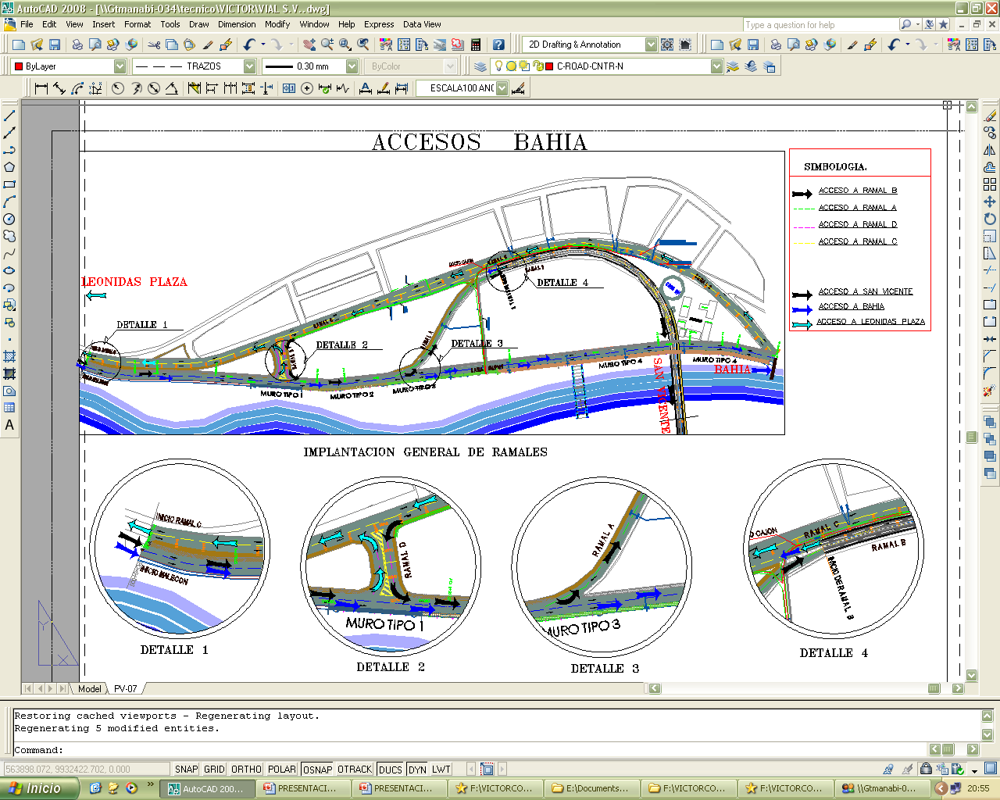 AutoCAD 2008 - [\\Gtmanabi-034\tecnico\VICTOR\VIAL S.V...dwg]
File Edit View Insert Format Tools Draw Dimension Modify Window Help Express Data View
Type a question for help
2D Drafting & Annotation
ByLayer TRAZOS 0.30 mm ByColor C-ROAD-CNTR-N
ESCALA100 ANO
ACCESOS BAHIA
SIMBOLOGIA.
ACCESO A RAMAL B
ACCESO A RAMAL A
ACCESO A RAMAL D
ACCESO A RAMAL C
ACCESO A SAN VICENTE
ACCESO A BAHIA
ACCESO A LEONIDAS PLAZA
LEONIDAS PLAZA
DETALLE 1
DETALLE 2
DETALLE 3
DETALLE 4
RAMAL C
RAMAL A
MURO TIPO 1
MURO TIPO 2
MURO TIPO 3
MURO TIPO 4
MURO TIPO 4
BAHIA
SAN VICENTE
IMPLANTACION GENERAL DE RAMALES
INICIO RAMAL C
INICIO MALECON
DETALLE 1
RAMAL D
MURO TIPO 1
DETALLE 2
RAMAL A
MURO TIPO 3
DETALLE 3
O CAJON
RAMAL C
RAMAL B
INICIO DE RAMAL B
DETALLE 4
Y
X
Model PV-07
Restoring cached viewports - Regenerating layout.
Regenerating 5 modified entities.
Command:
563898.072, 9932422.702, 0.000 SNAP GRID ORTHO POLAR OSNAP OTRACK DUCS DYN LWT
Inicio » AutoCAD 200... PRESENTACI... PRESENTACI... F:\VICTORCO... E:\Documents... F:\VICTORCO... F:\VICTORCO... \\Gtmanabi-0... 20:55